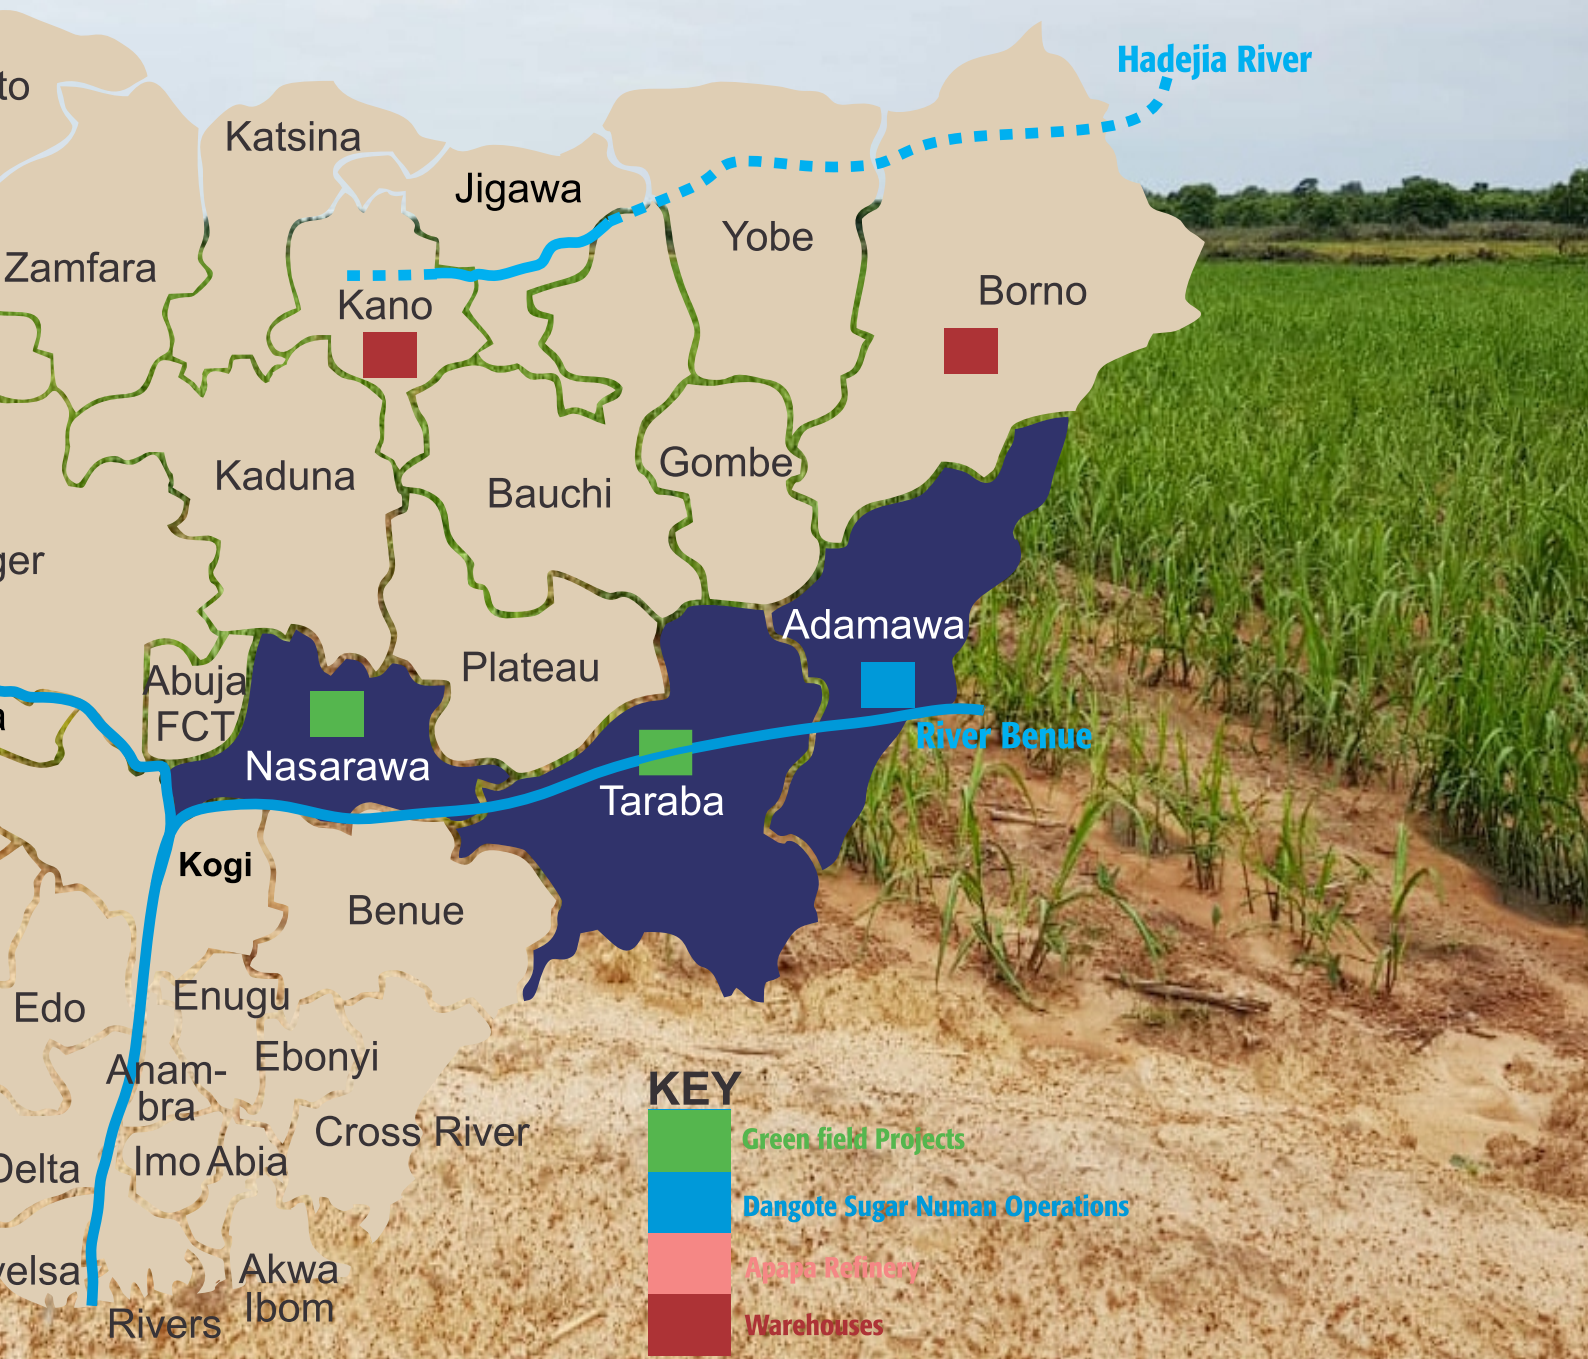 Hadejia River
to
Katsina
Jigawa
Yobe
Zamfara
Kano
Borno
Kaduna
Bauchi
Gombe
ger
Adamawa
Abuja
FCT
Plateau
a
Nasarawa
River Benue
Taraba
Kogi
Benue
Edo
Enugu
Anam-
bra
Ebonyi
Cross River
Delta
Imo
Abia
yelsa
Akwa
Ibom
Rivers
KEY
Green field Projects
Dangote Sugar Numan Operations
Apapa Refinery
Warehouses